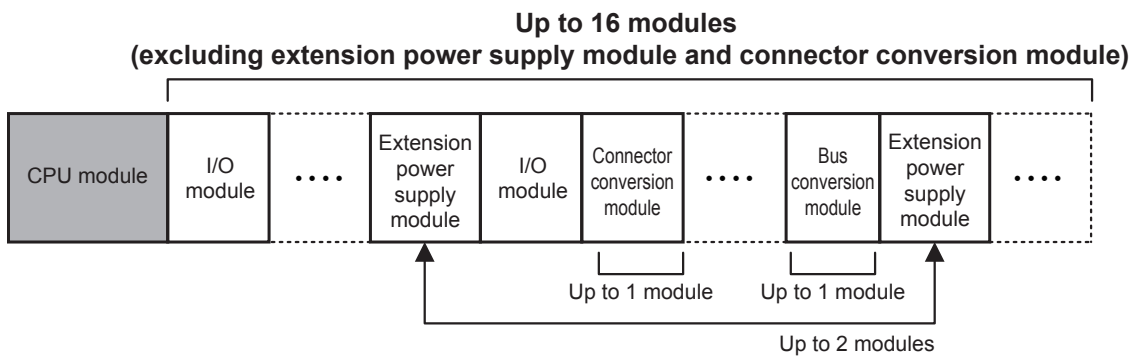 Up to 16 modules
(excluding extension power supply module and connector conversion module)
CPU module
I/O
module
....
Extension
power
supply
module
I/O
module
Connector
conversion
module
....
Bus
conversion
module
Extension
power
supply
module
....
Up to 1 module
Up to 1 module
Up to 2 modules